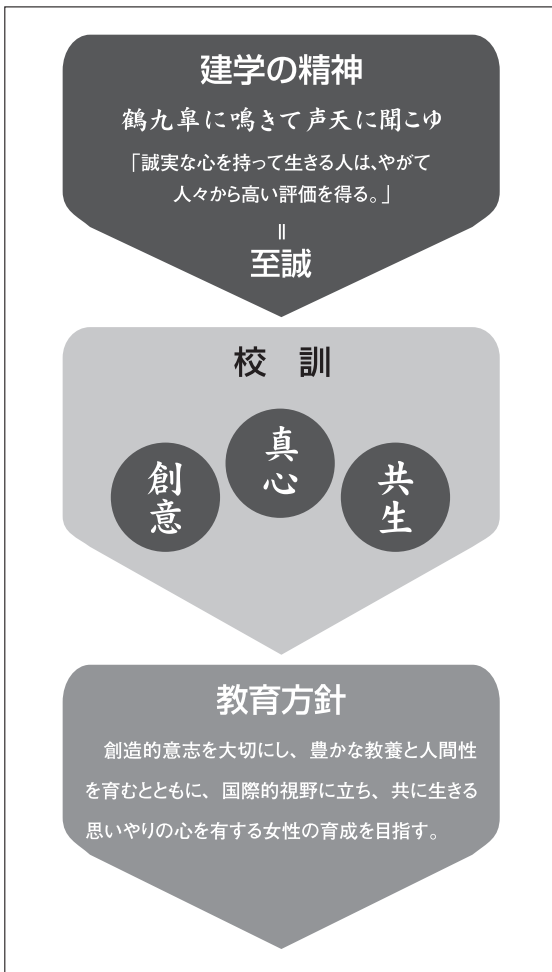 建学の精神
鶴九皐に鳴きて声天に聞こゆ
「誠実な心を持って生きる人は、やがて
人々から高い評価を得る。」
＝
至誠
校　訓
創意
真心
共生
教育方針
創造的意志を大切にし、豊かな教養と人間性
を育むとともに、国際的視野に立ち、共に生きる
思いやりの心を有する女性の育成を目指す。